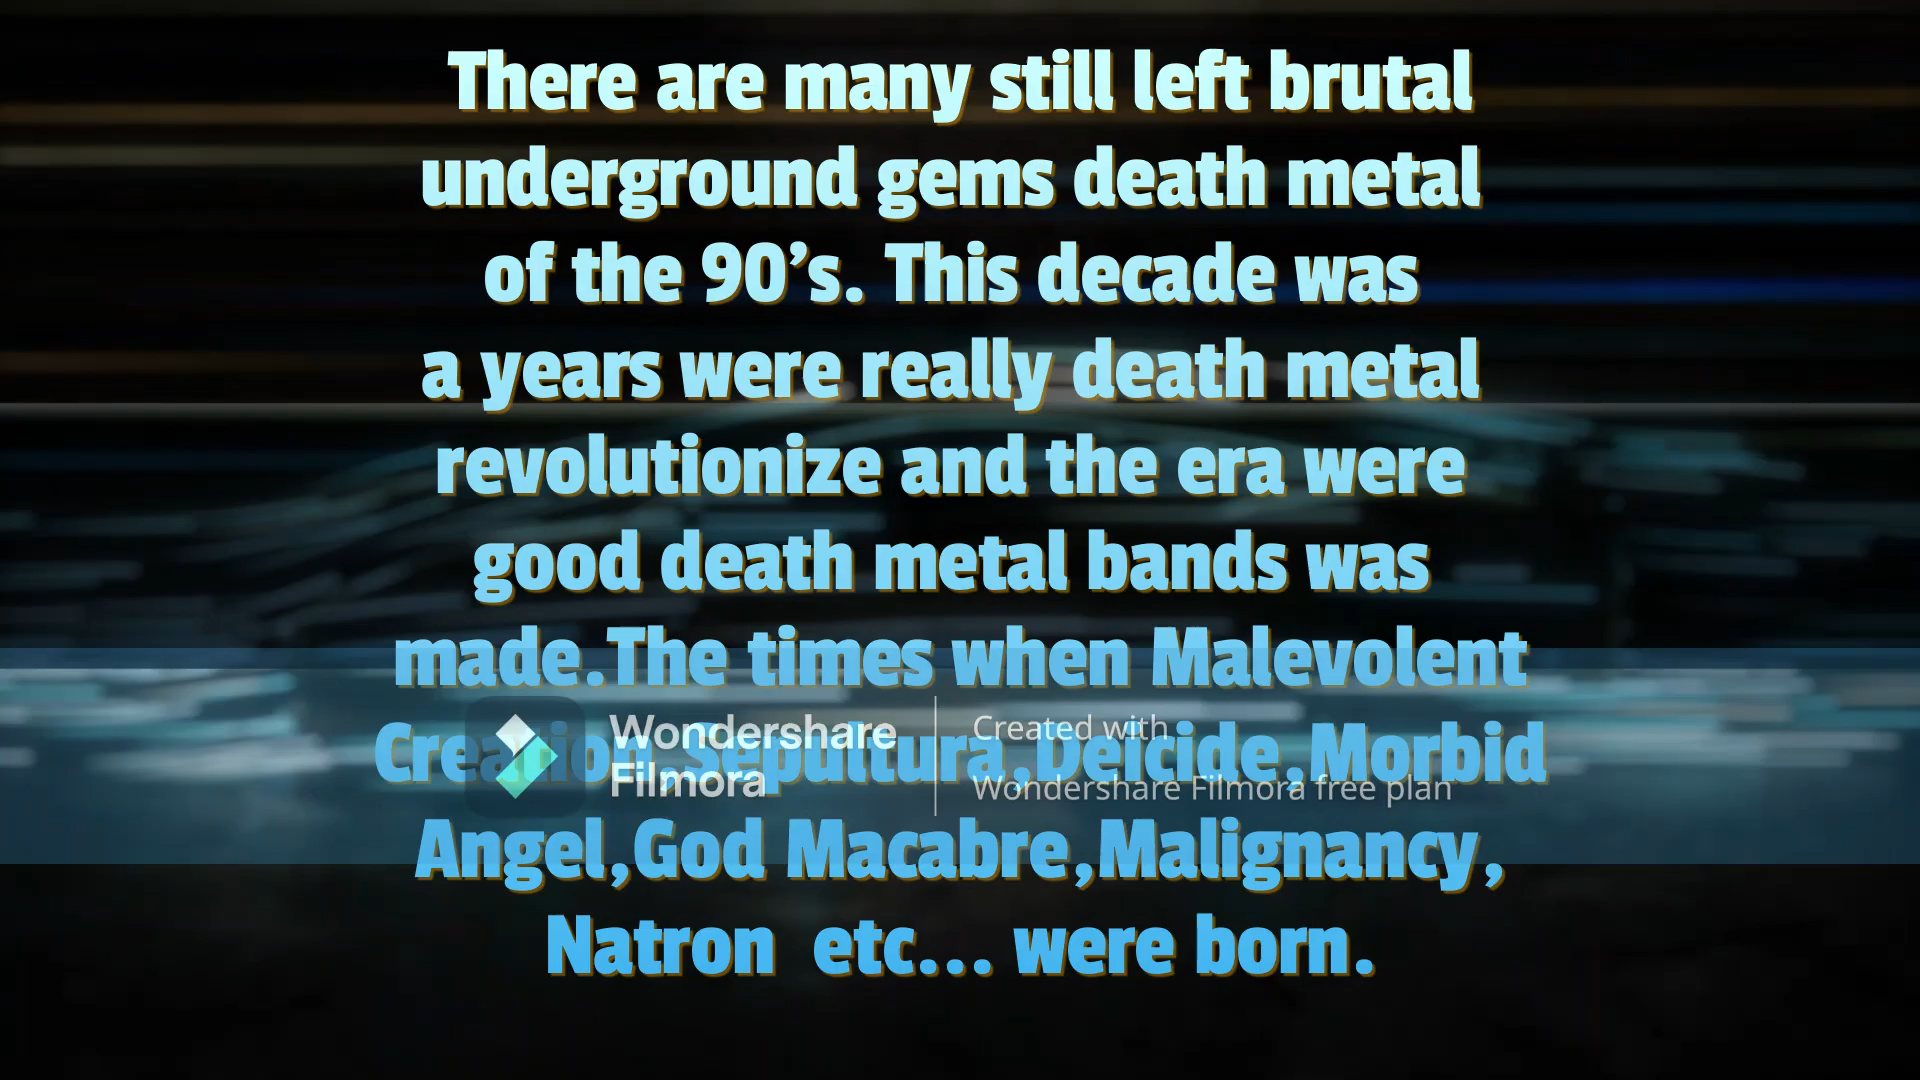 There are many still left brutal
underground gems death metal
of the 90's. This decade was
a years were really death metal
revolutionize and the era were
good death metal bands was
made.The times when Malevolent
Creation,Sepultura,Deicide,Morbid
Angel,God Macabre,Malignancy,
Natron  etc... were born.
Wondershare
Filmora
Created with
Wondershare Filmora free plan